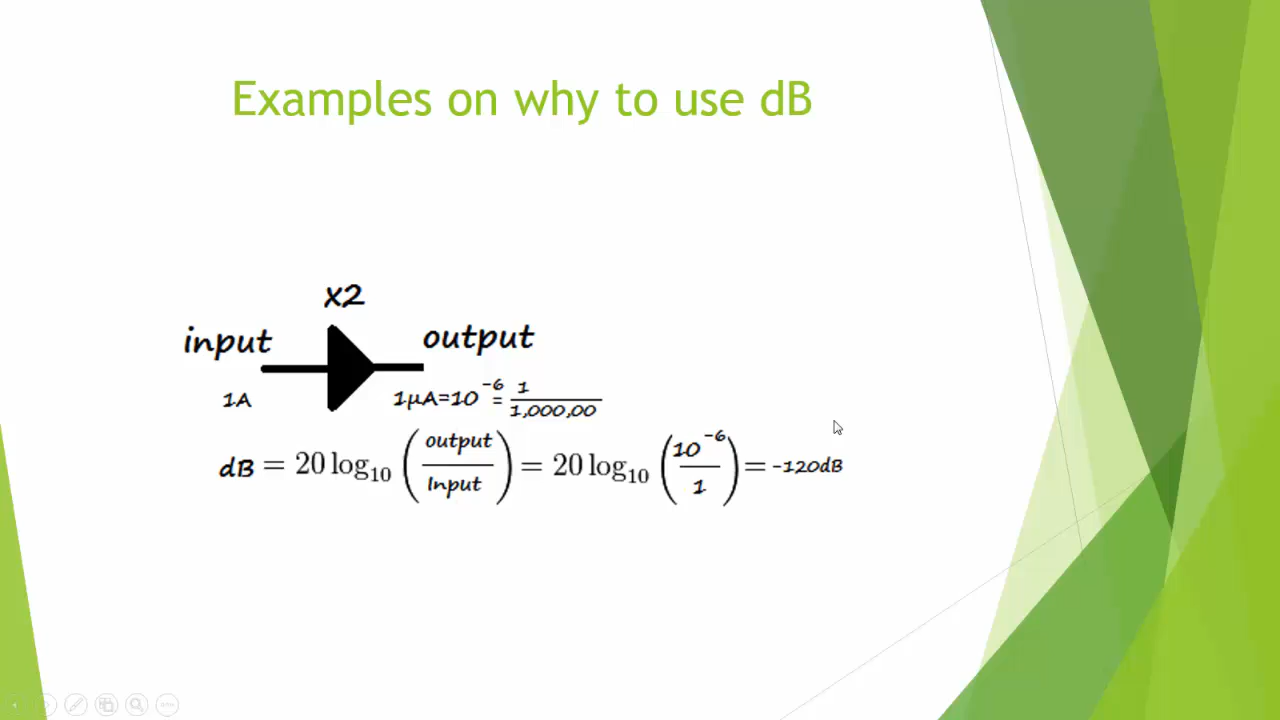 Examples on why to use dB
x2
input output
1A 1µA=10⁻⁶ = 1/1,000,00
dB = 20 log₁₀ (output/Input) = 20 log₁₀ (10⁻⁶/1) = -120dB